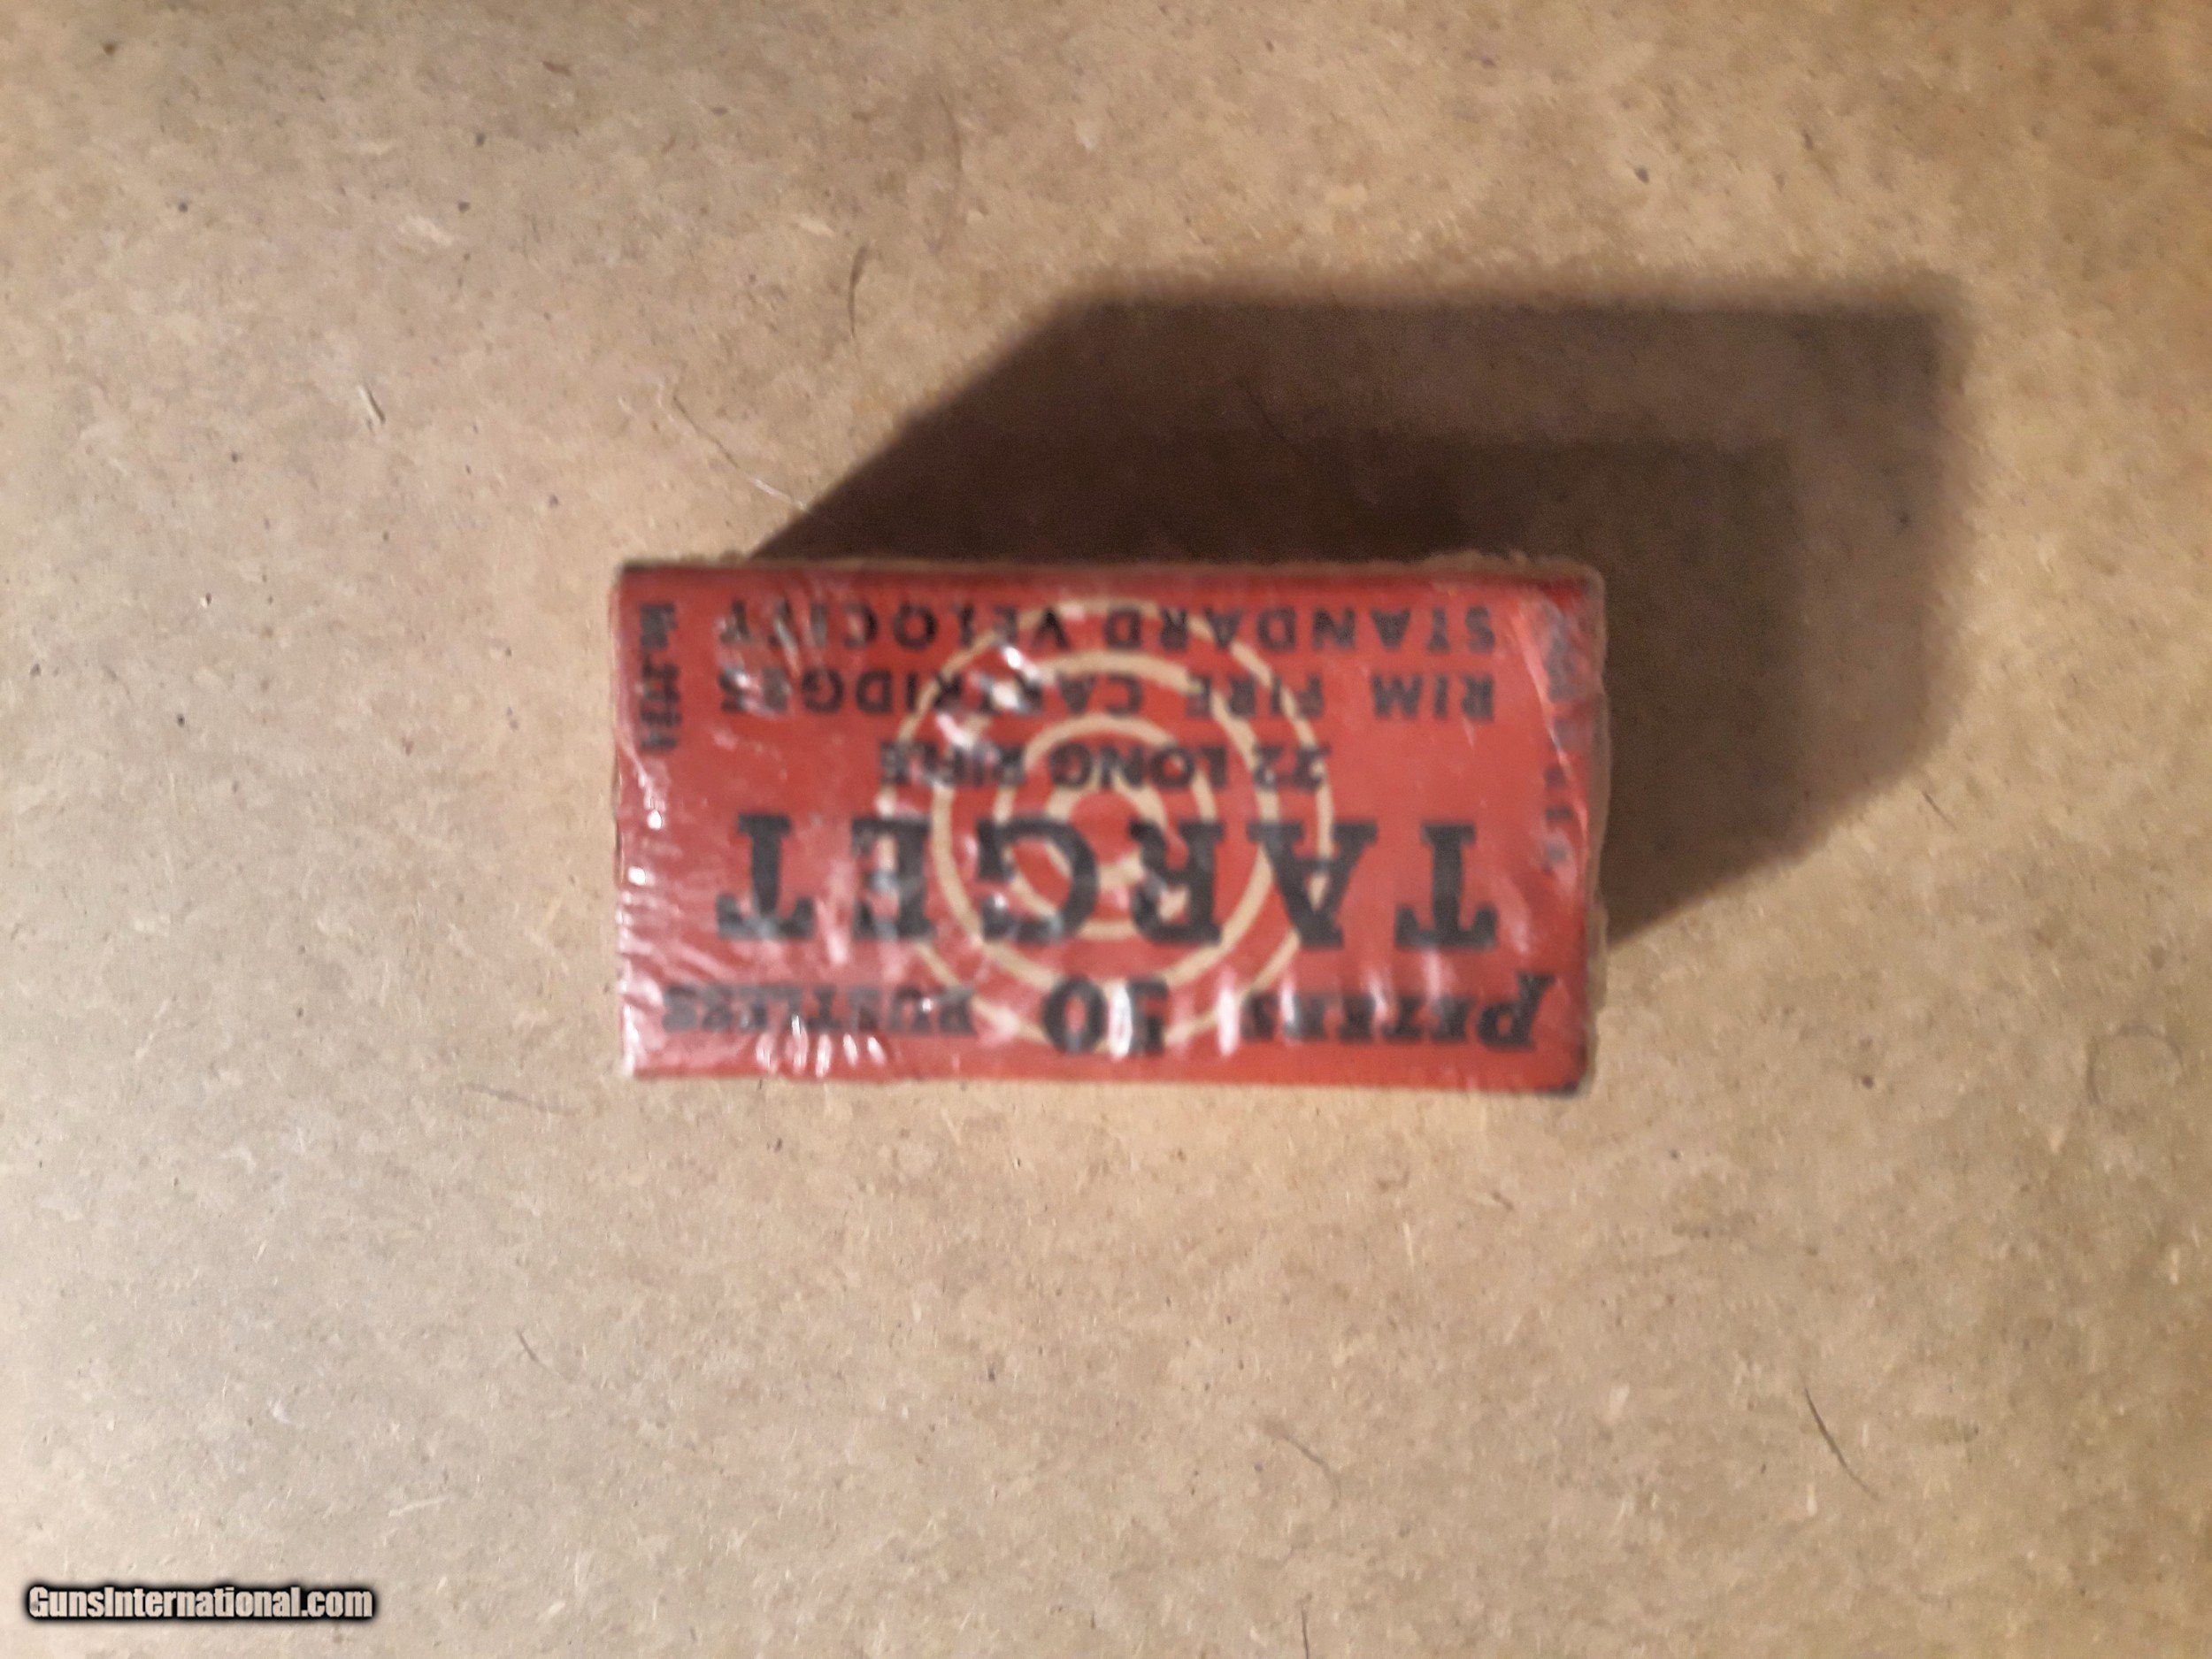 PETERS 50 RUSTLESS
TARGET
22 LONG RIFLE
RIM FIRE CARTRIDGES
STANDARD VELOCITY
GunsInternational.com